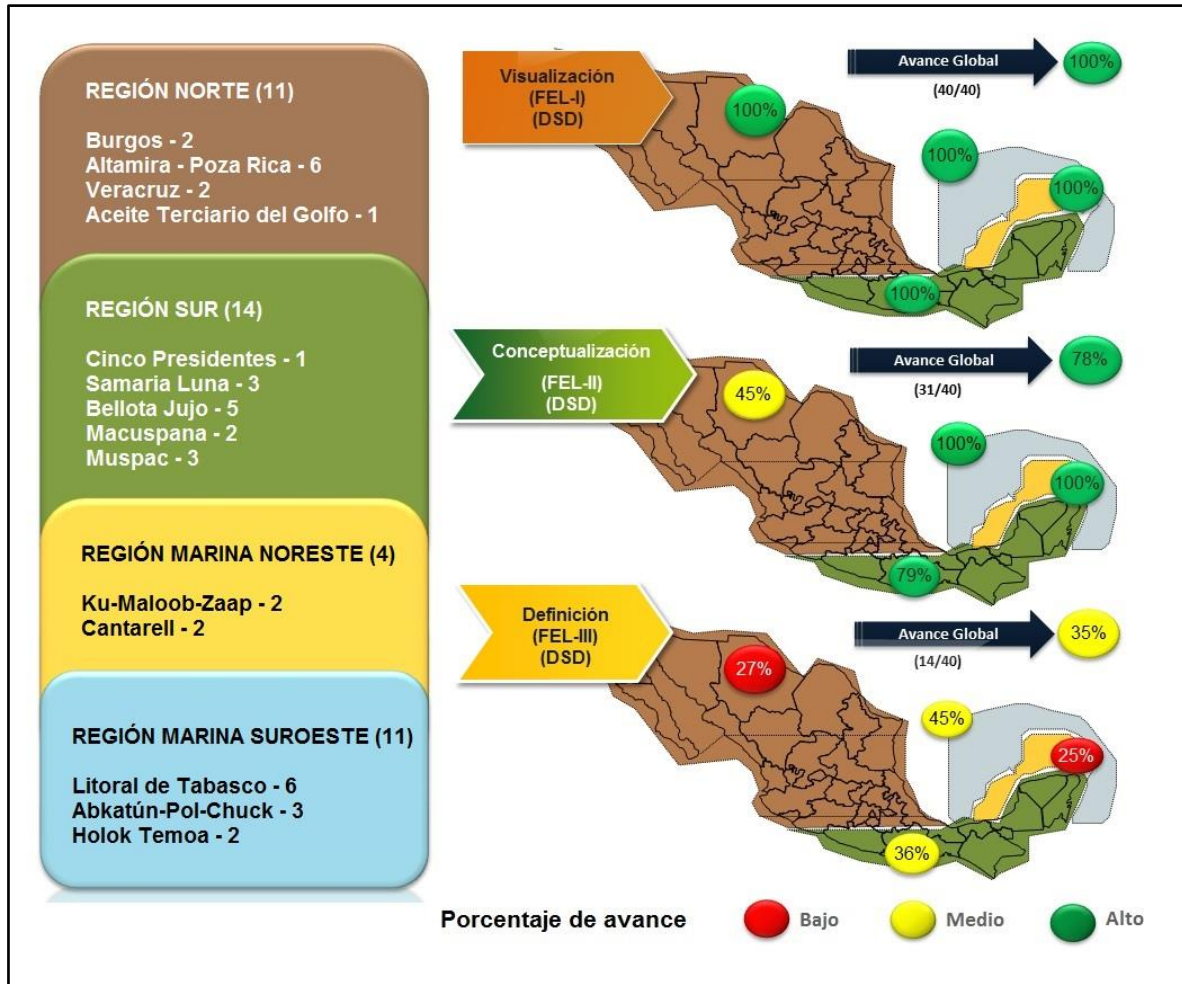 REGIÓN NORTE (11)
Burgos - 2
Altamira - Poza Rica - 6
Veracruz - 2
Aceite Terciario del Golfo - 1
REGIÓN SUR (14)
Cinco Presidentes - 1
Samaria Luna - 3
Bellota Jujo - 5
Macuspana - 2
Muspac - 3
REGIÓN MARINA NORESTE (4)
Ku-Maloob-Zaap - 2
Cantarell - 2
REGIÓN MARINA SUROESTE (11)
Litoral de Tabasco - 6
Abkatún-Pol-Chuck - 3
Holok Temoa - 2
Visualización
(FEL-I)
(DSD)
Avance Global
(40/40)
100%
100%
100%
100%
100%
Conceptualización
(FEL-II)
(DSD)
Avance Global
(31/40)
78%
45%
100%
100%
79%
Definición
(FEL-III)
(DSD)
Avance Global
(14/40)
35%
27%
45%
25%
36%
Porcentaje de avance
Bajo
Medio
Alto